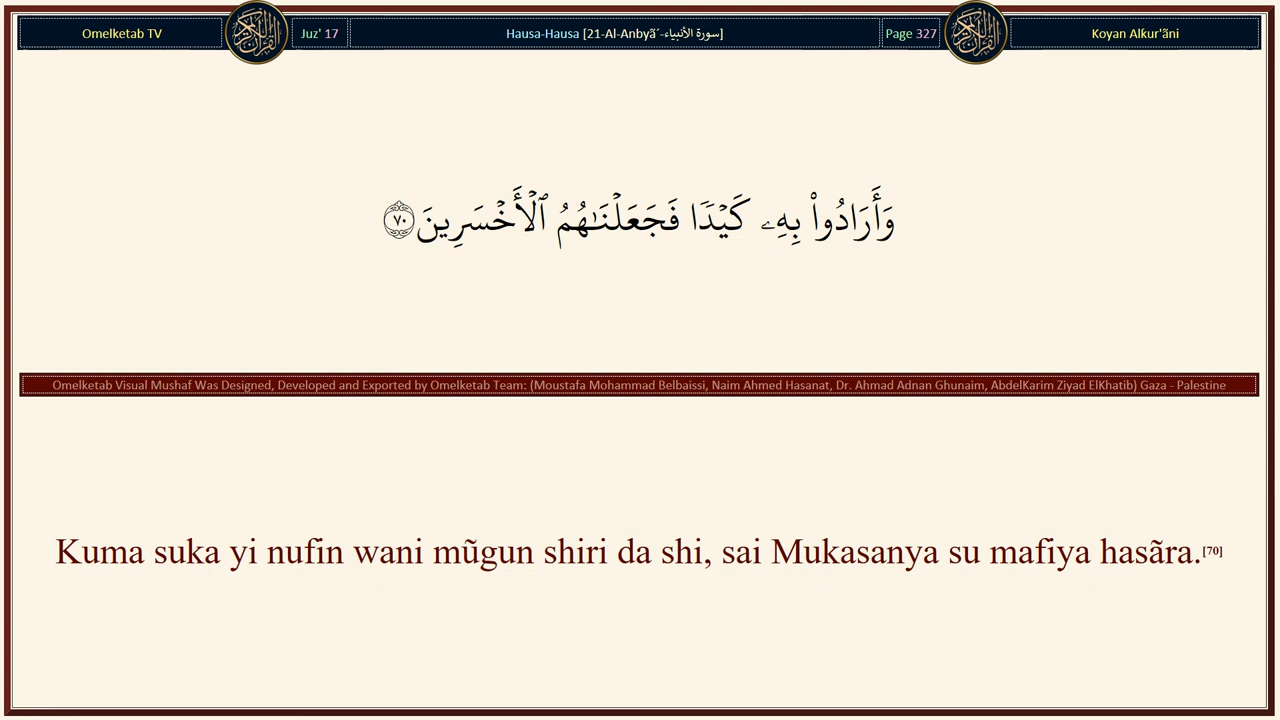 Omelketab TV
Juz' 17
Hausa-Hausa [21-Al-Anbyã´-سورة الأنبياء]
Page 327
Koyan Alkur'ãni
وَأَرَادُواْ بِهِۦ كَيۡدٗا فَجَعَلۡنَٰهُمُ ٱلۡأَخۡسَرِينَ ٧٠
Omelketab Visual Mushaf Was Designed, Developed and Exported by Omelketab Team: (Moustafa Mohammad Belbaissi, Naim Ahmed Hasanat, Dr. Ahmad Adnan Ghunaim, AbdelKarim Ziyad ElKhatib) Gaza - Palestine
Kuma suka yi nufin wani mũgun shiri da shi, sai Mukasanya su mafiya hasãra.[70]